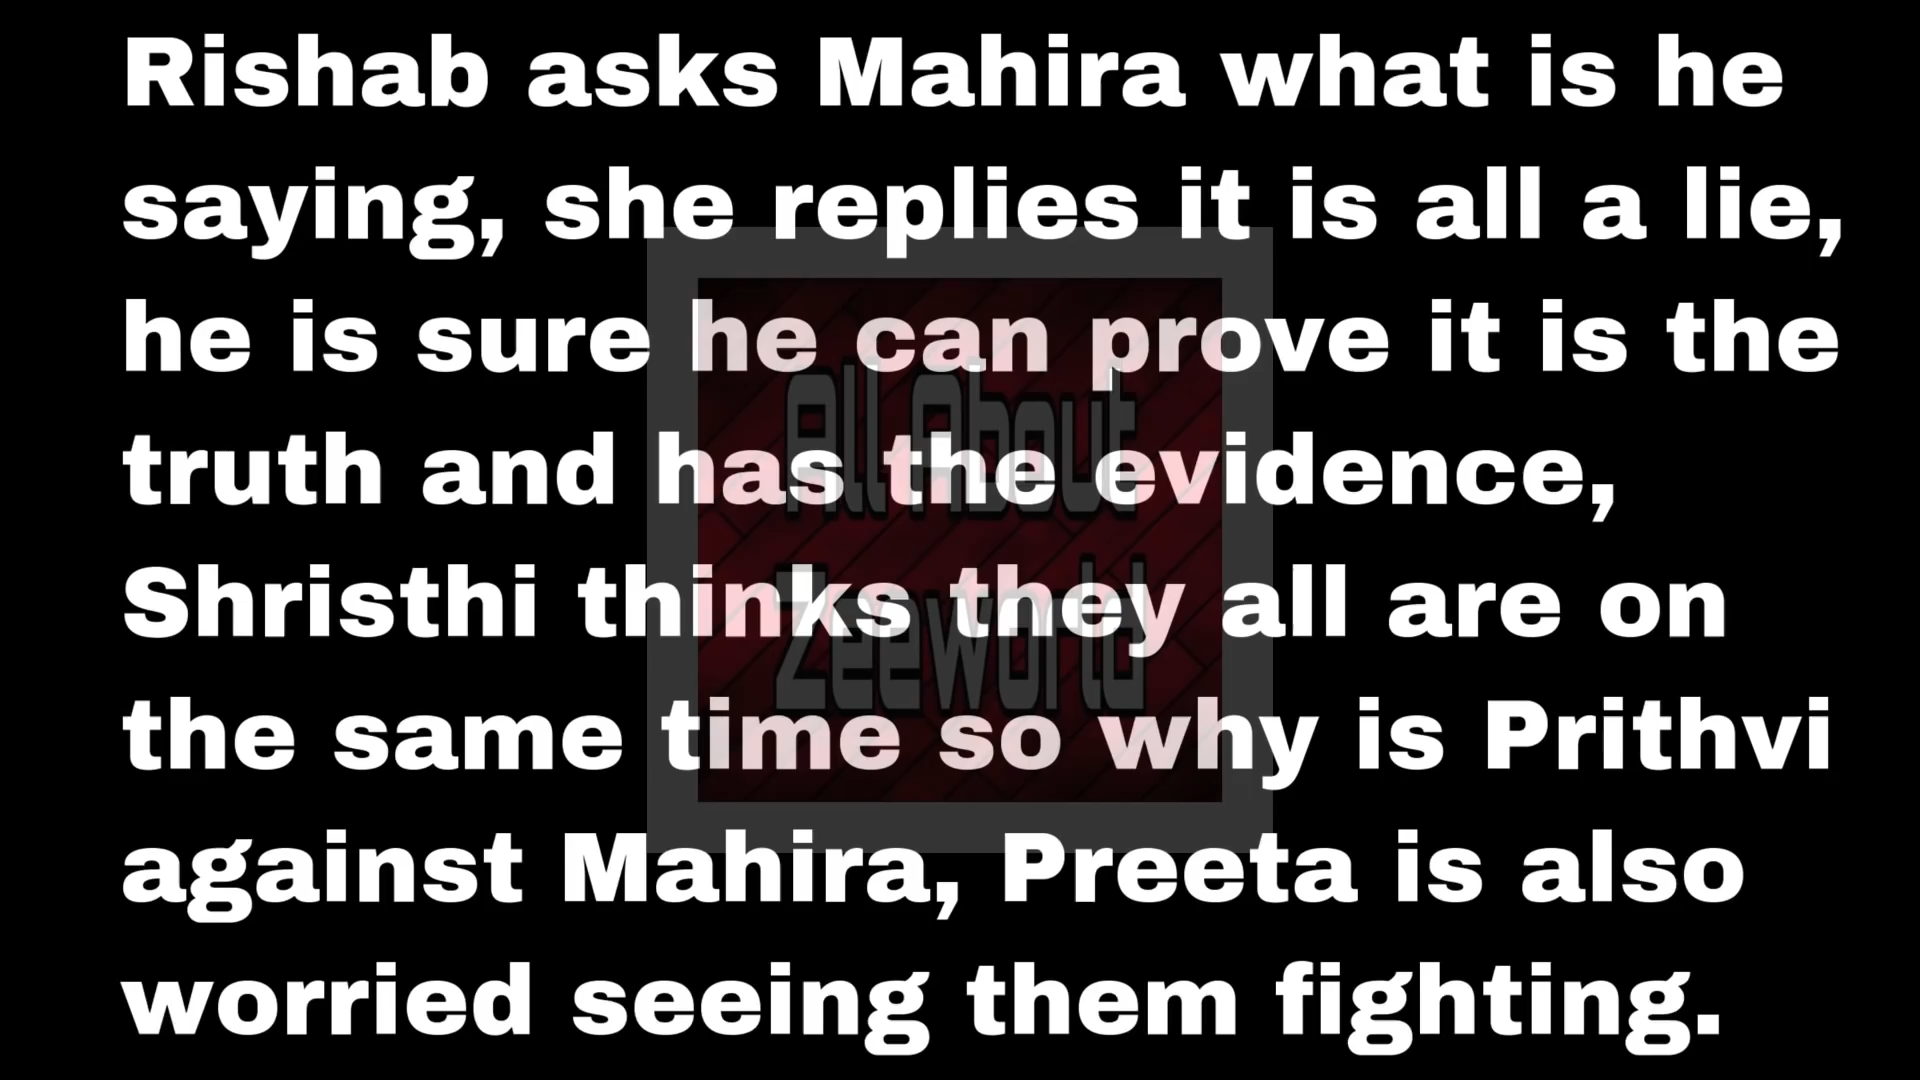 Rishab asks Mahira what is he
saying, she replies it is all a lie,
he is sure he can prove it is the
truth and has the evidence,
Shristhi thinks they all are on
the same time so why is Prithvi
against Mahira, Preeta is also
worried seeing them fighting.
All About
Zeeworld